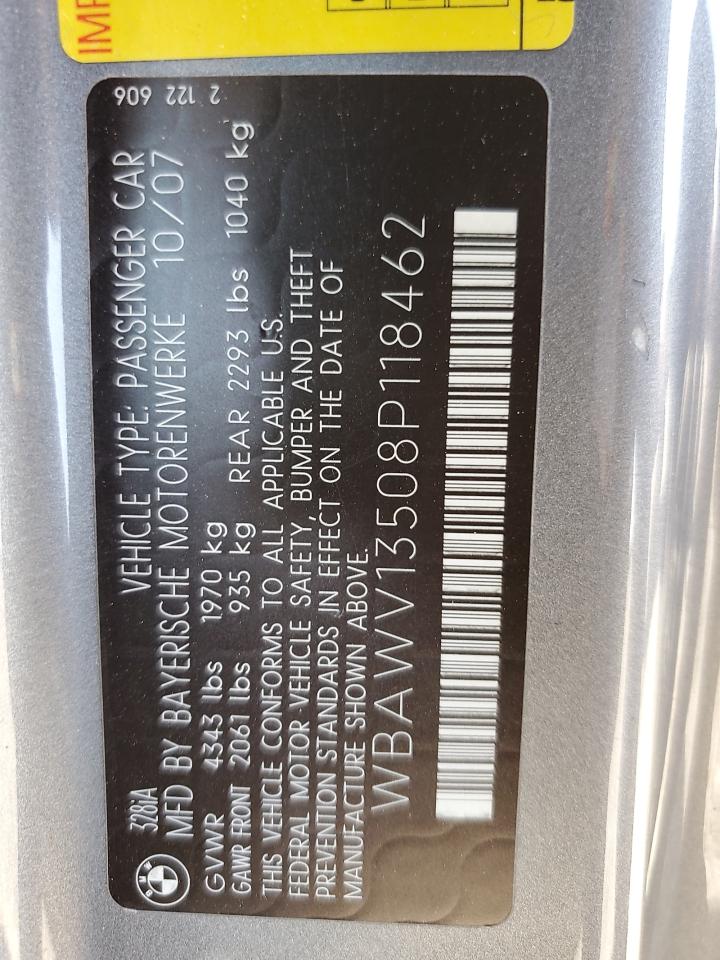 IMP
2 122 606
BMW
328iA VEHICLE TYPE: PASSENGER CAR
MFD BY BAYERISCHE MOTORENWERKE 10/07
GVWR 4343 lbs 1970 kg
GAWR FRONT 2061 lbs 935 kg REAR 2293 lbs 1040 kg
THIS VEHICLE CONFORMS TO ALL APPLICABLE U.S.
FEDERAL MOTOR VEHICLE SAFETY, BUMPER AND THEFT
PREVENTION STANDARDS IN EFFECT ON THE DATE OF
MANUFACTURE SHOWN ABOVE.
WBAWV13508P118462